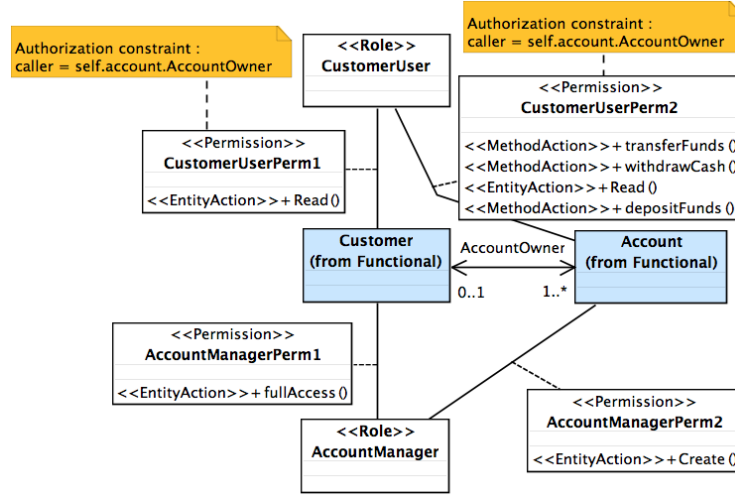 Authorization constraint :
caller = self.account.AccountOwner
<<Role>>
CustomerUser
Authorization constraint :
caller = self.account.AccountOwner
<<Permission>>
CustomerUserPerm1
<<EntityAction>>+Read()
<<Permission>>
CustomerUserPerm2
<<MethodAction>>+transferFunds()
<<MethodAction>>+withdrawCash()
<<EntityAction>>+Read()
<<MethodAction>>+depositFunds()
Customer
(from Functional)
AccountOwner
0..1
1..*
Account
(from Functional)
<<Permission>>
AccountManagerPerm1
<<EntityAction>>+fullAccess()
<<Role>>
AccountManager
<<Permission>>
AccountManagerPerm2
<<EntityAction>>+Create()